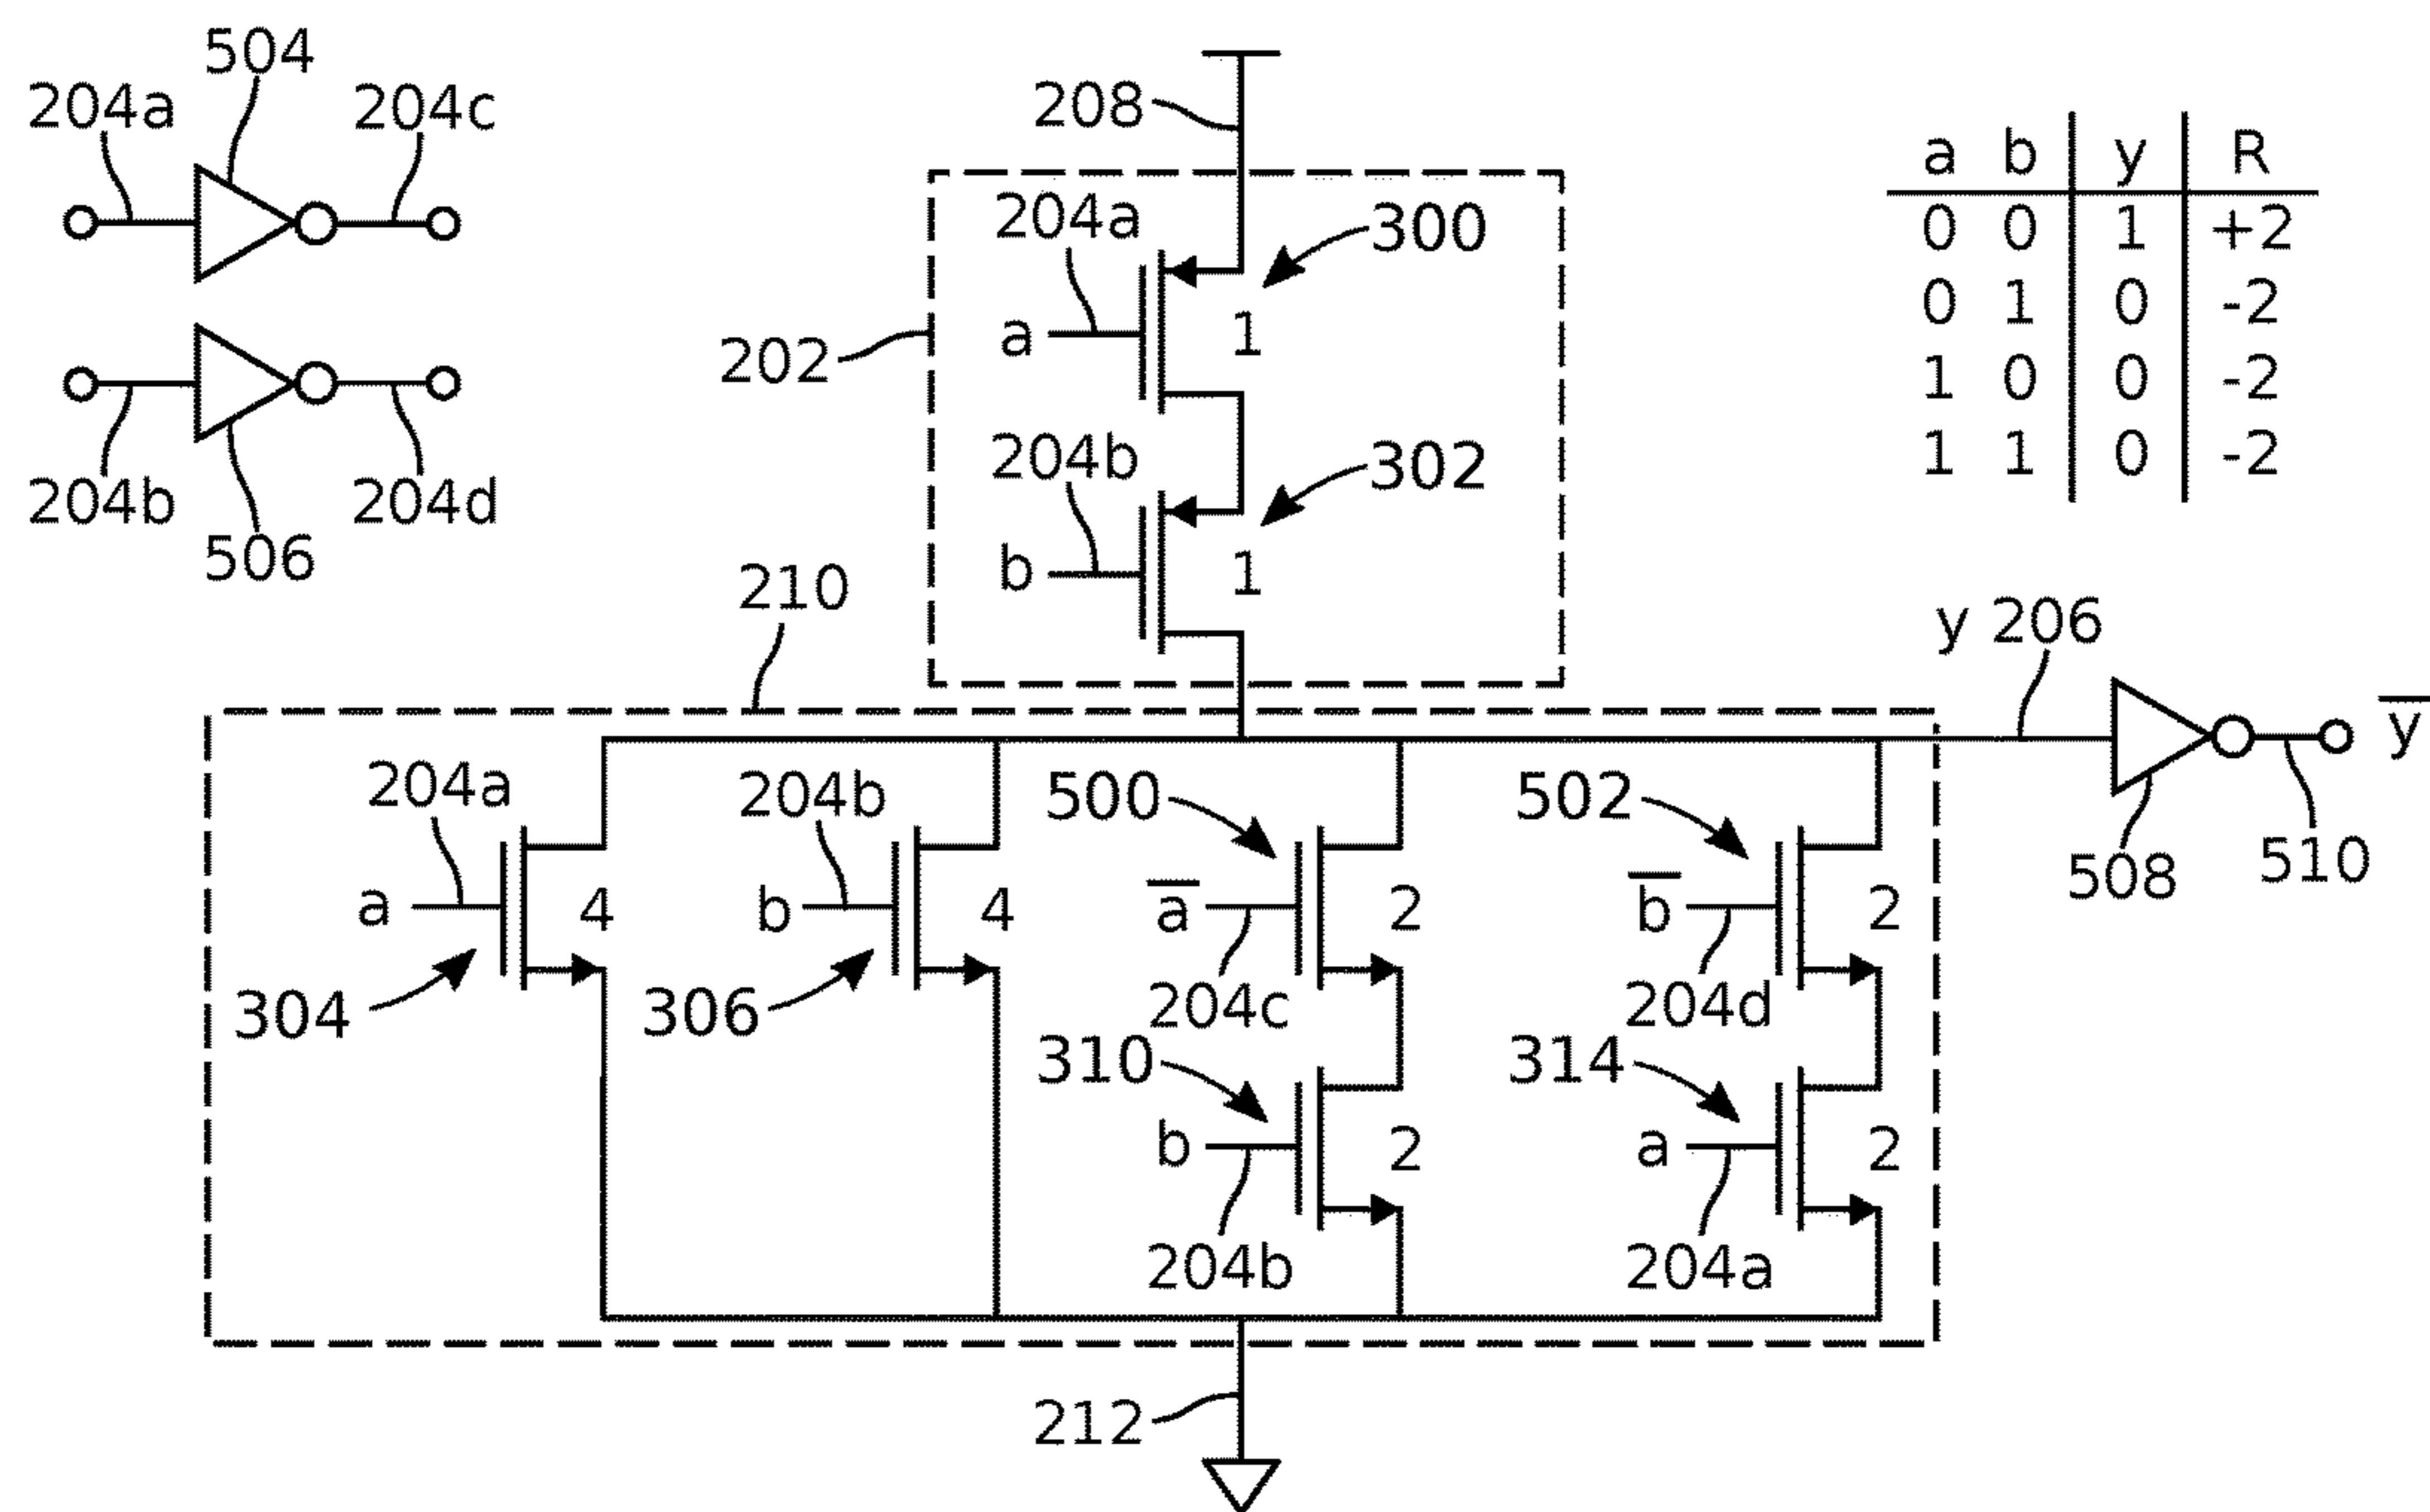 504
204a 204c
208
a b y R
0 0 1 +2
0 1 0 -2
1 0 0 -2
1 1 0 -2
204a 300
a 1
202
204b 302
b 1
204b 204d
506
210
y 206
y̅
204a 204b 500 502
508 510
a 4 b 4 a̅ 2 b̅ 2
304 306 204c 204d
310 314
b 2 a 2
204b 204a
212